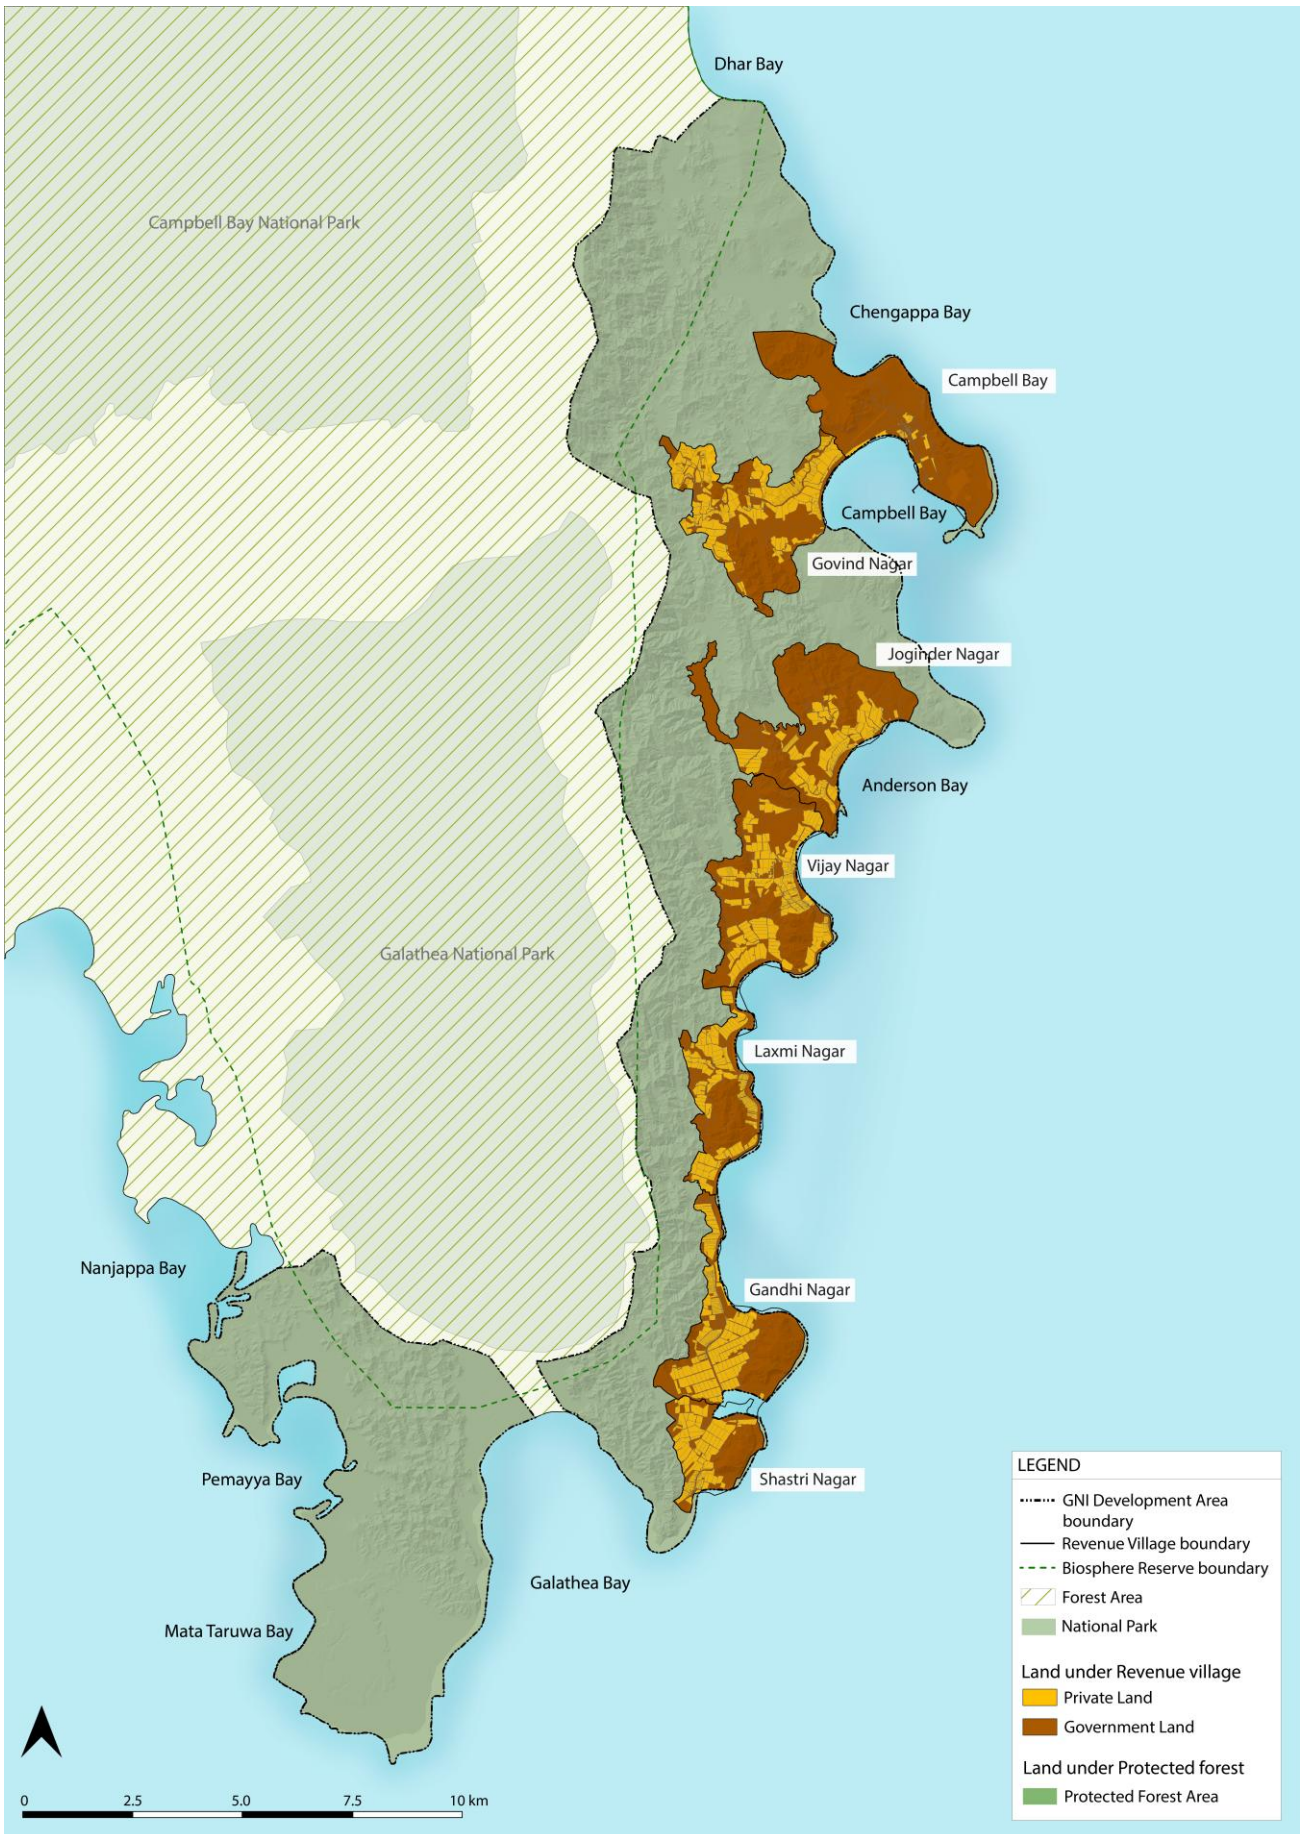 Dhar Bay
Campbell Bay National Park
Chengappa Bay
Campbell Bay
Campbell Bay
Govind Nagar
Joginder Nagar
Anderson Bay
Vijay Nagar
Galathea National Park
Laxmi Nagar
Nanjappa Bay
Gandhi Nagar
Pemayya Bay
Shastri Nagar
Galathea Bay
Mata Taruwa Bay
LEGEND
GNI Development Area
boundary
Revenue Village boundary
Biosphere Reserve boundary
Forest Area
National Park
Land under Revenue village
Private Land
Government Land
Land under Protected forest
Protected Forest Area
0 2.5 5.0 7.5 10 km